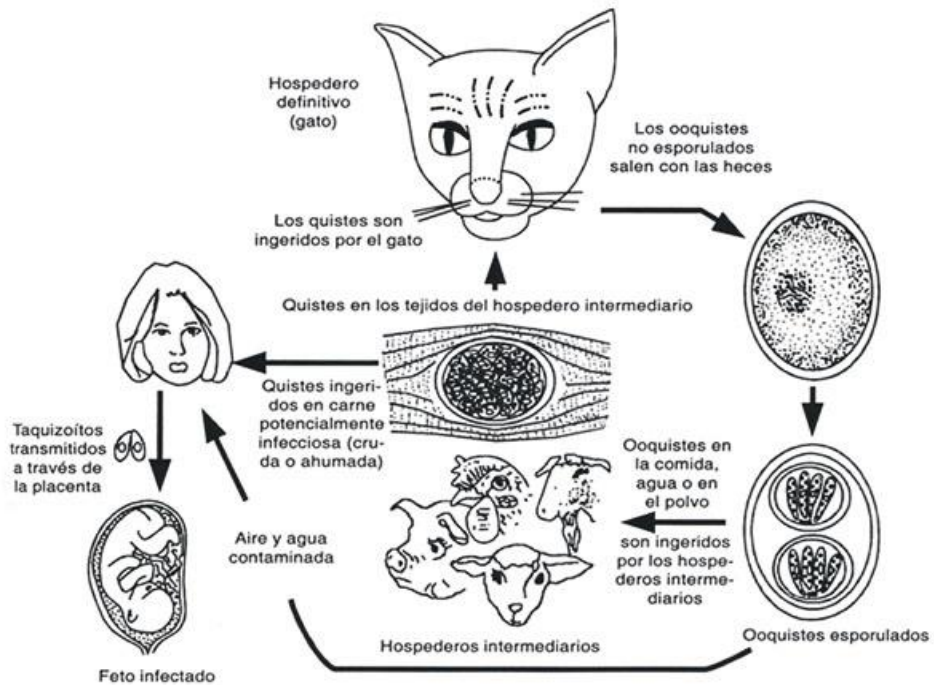 Hospedero
definitivo
(gato)
Los ooquistes
no esporulados
salen con las heces
Los quistes son
ingeridos por el gato
Quistes en los tejidos del hospedero intermediario
Quistes ingeri-
dos en carne
potencialmente
infecciosa (cru-
da o ahumada)
Taquizoítos
transmitidos
a través de
la placenta
Ooquistes en
la comida,
agua o en
el polvo
son ingeridos
por los hospe-
deros interme-
diarios
Aire y agua
contaminada
Hospederos intermediarios
Ooquistes esporulados
Feto infectado